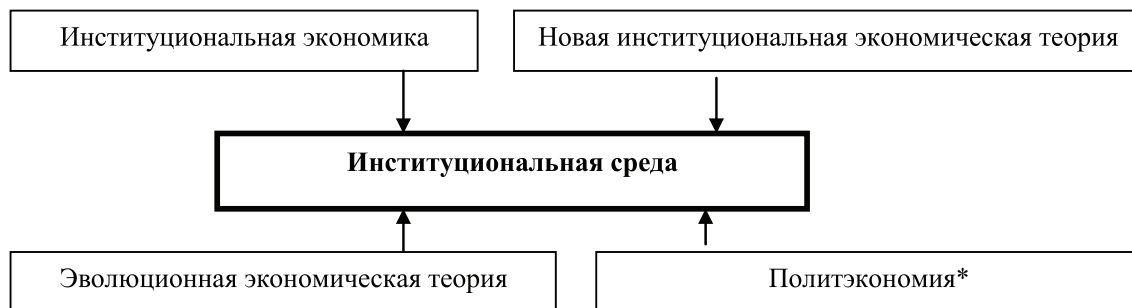 Институциональная экономика
Новая институциональная экономическая теория
Институциональная среда
Эволюционная экономическая теория
Политэкономия*